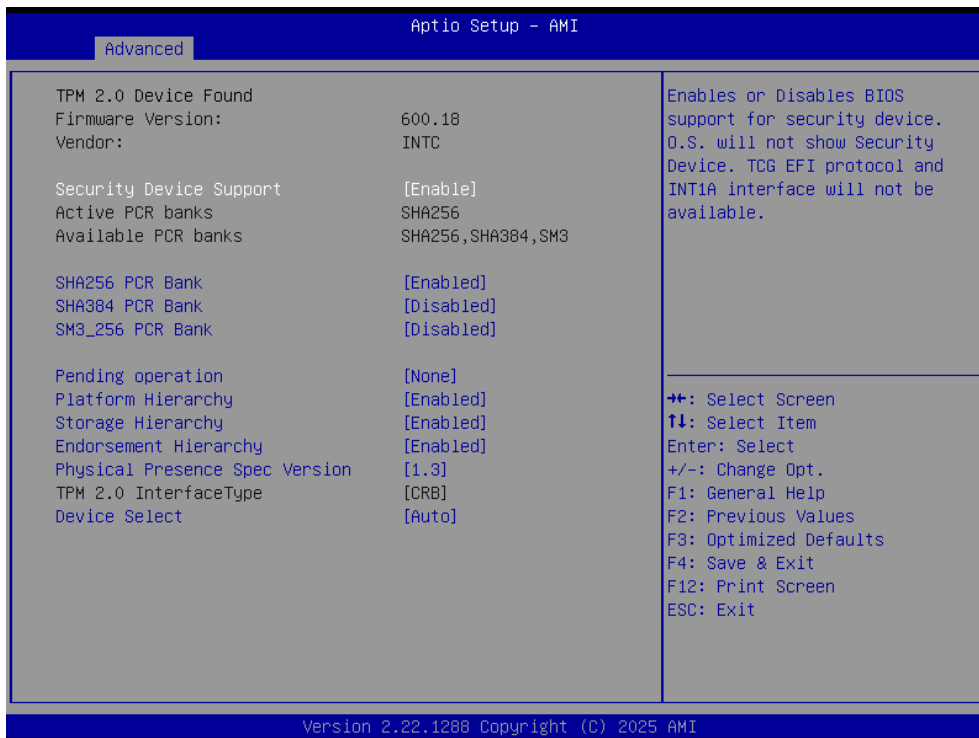 Aptio Setup – AMI
Advanced
TPM 2.0 Device Found
Firmware Version: 600.18
Vendor: INTC
Security Device Support [Enable]
Active PCR banks SHA256
Available PCR banks SHA256,SHA384,SM3
SHA256 PCR Bank [Enabled]
SHA384 PCR Bank [Disabled]
SM3_256 PCR Bank [Disabled]
Pending operation [None]
Platform Hierarchy [Enabled]
Storage Hierarchy [Enabled]
Endorsement Hierarchy [Enabled]
Physical Presence Spec Version [1.3]
TPM 2.0 InterfaceType [CRB]
Device Select [Auto]
Enables or Disables BIOS
support for security device.
O.S. will not show Security
Device. TCG EFI protocol and
INT1A interface will not be
available.
→←: Select Screen
↑↓: Select Item
Enter: Select
+/-: Change Opt.
F1: General Help
F2: Previous Values
F3: Optimized Defaults
F4: Save & Exit
F12: Print Screen
ESC: Exit
Version 2.22.1288 Copyright (C) 2025 AMI